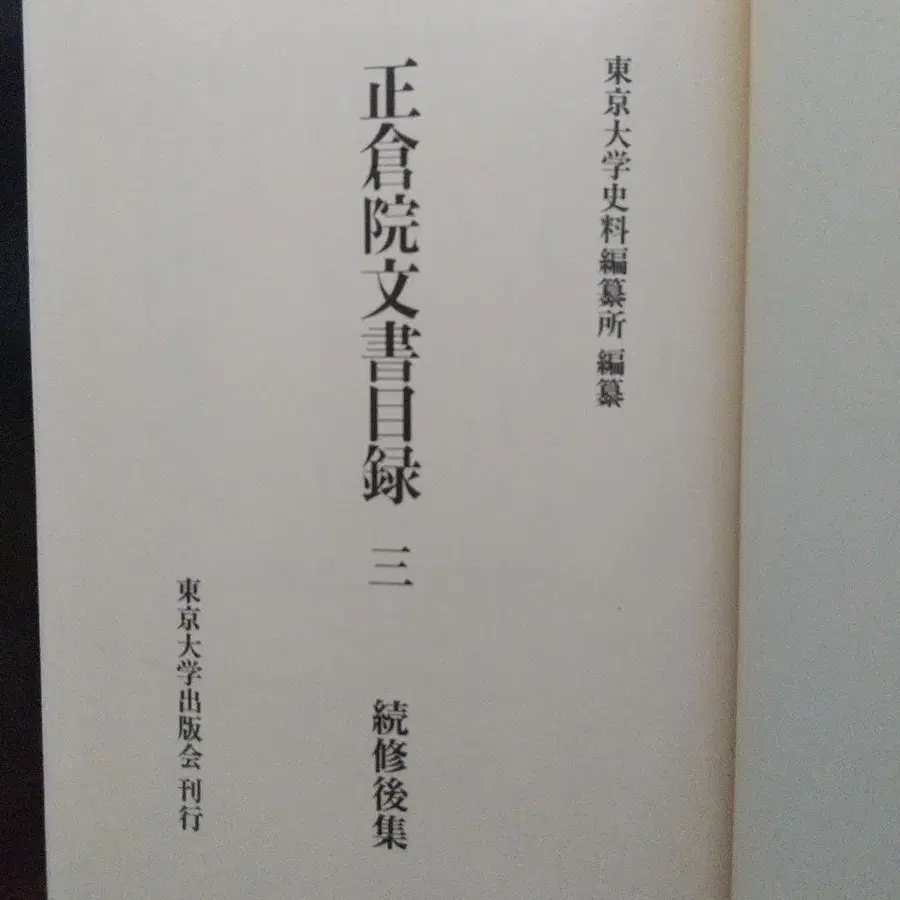 東京大学史料編纂所 編纂
正倉院文書目録 三 続修後集
東京大学出版会 刊行